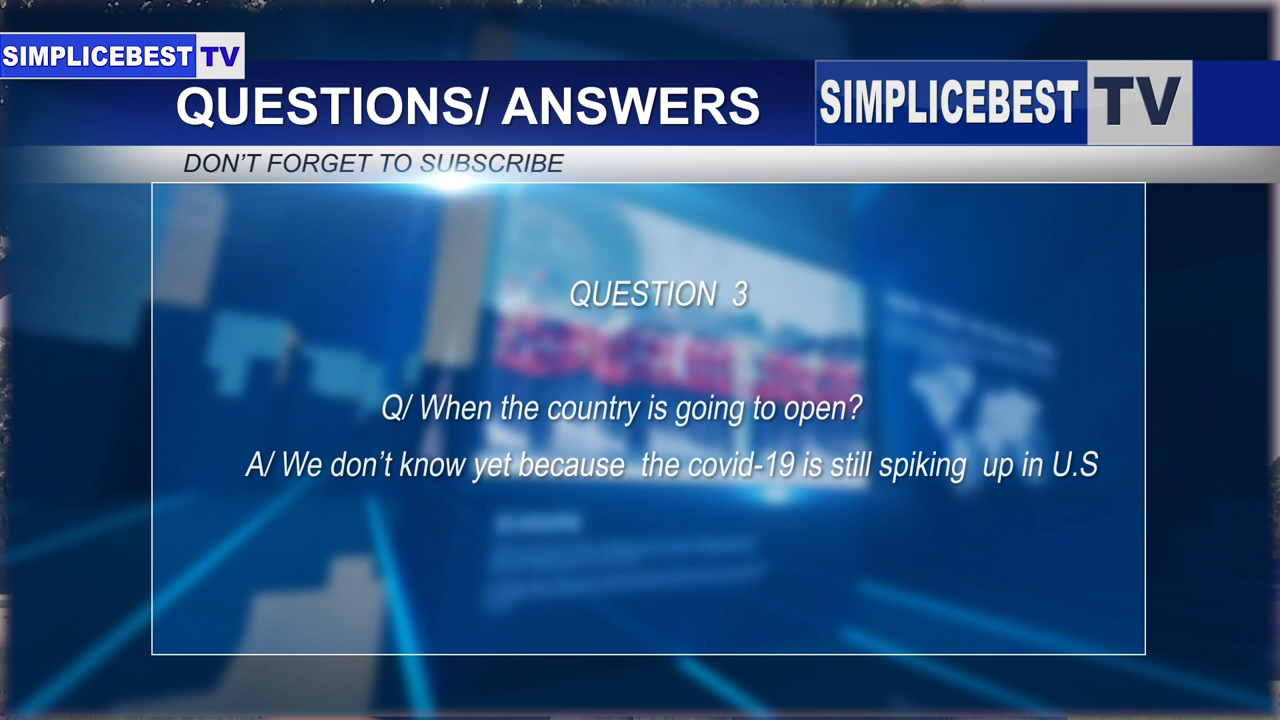 SIMPLICEBEST TV
QUESTIONS/ ANSWERS
SIMPLICEBEST TV
DON'T FORGET TO SUBSCRIBE
QUESTION 3
Q/ When the country is going to open?
A/ We don't know yet because the covid-19 is still spiking up in U.S